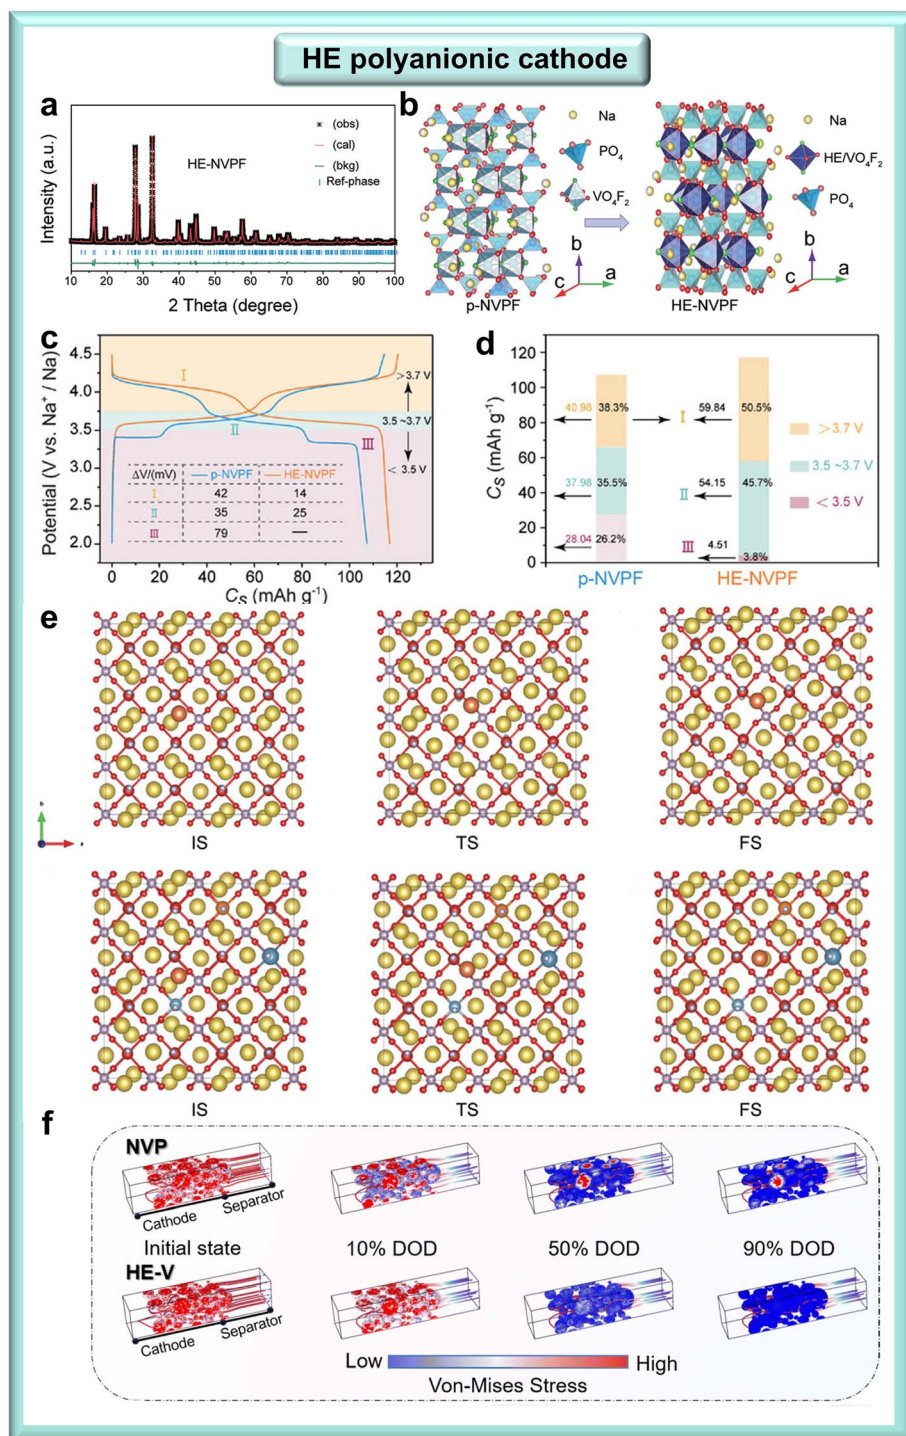 HE polyanionic cathode
a
Intensity (a.u.)
HE-NVPF
(obs)
(cal)
(bkg)
Ref-phase
10 20 30 40 50 60 70 80 90 100
2 Theta (degree)
b
Na
PO4
VO4F2
b
a
c
p-NVPF
Na
HE/VO4F2
PO4
b
a
c
HE-NVPF
c
Potential (V vs. Na+ / Na)
4.5
4.0
3.5
3.0
2.5
2.0
I
II
III
>3.7 V
3.5 ~3.7 V
< 3.5 V
ΔV/(mV) p-NVPF HE-NVPF
I 42 14
II 35 25
III 79 —
0 20 40 60 80 100 120
CS (mAh g-1)
d
CS (mAh g-1)
120
100
80
60
40
20
0
40.98 38.3% I 59.84 50.5%
37.98 35.5% II 54.15 45.7%
28.04 26.2% III 4.51 3.8%
>3.7 V
3.5 ~3.7 V
< 3.5 V
p-NVPF HE-NVPF
e
IS TS FS
IS TS FS
f
NVP
Cathode Separator
Initial state 10% DOD 50% DOD 90% DOD
HE-V
Cathode Separator
Low High
Von-Mises Stress